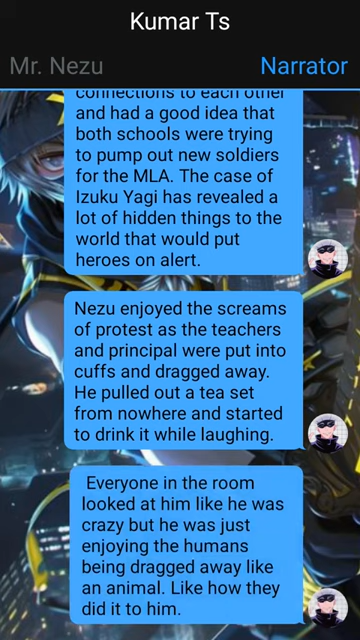 Kumar Ts
Mr. Nezu
Narrator
connections to each other
and had a good idea that
both schools were trying
to pump out new soldiers
for the MLA. The case of
Izuku Yagi has revealed a
lot of hidden things to the
world that would put
heroes on alert.
Nezu enjoyed the screams
of protest as the teachers
and principal were put into
cuffs and dragged away.
He pulled out a tea set
from nowhere and started
to drink it while laughing.
Everyone in the room
looked at him like he was
crazy but he was just
enjoying the humans
being dragged away like
an animal. Like how they
did it to him.